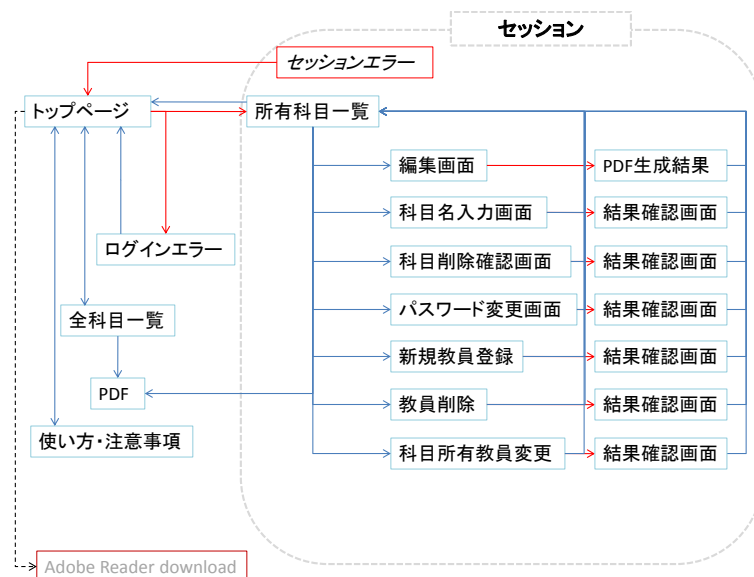 セッション
セッションエラー
トップページ
所有科目一覧
編集画面
PDF生成結果
科目名入力画面
結果確認画面
ログインエラー
科目削除確認画面
結果確認画面
全科目一覧
パスワード変更画面
結果確認画面
新規教員登録
結果確認画面
PDF
教員削除
結果確認画面
使い方・注意事項
科目所有教員変更
結果確認画面
Adobe Reader download